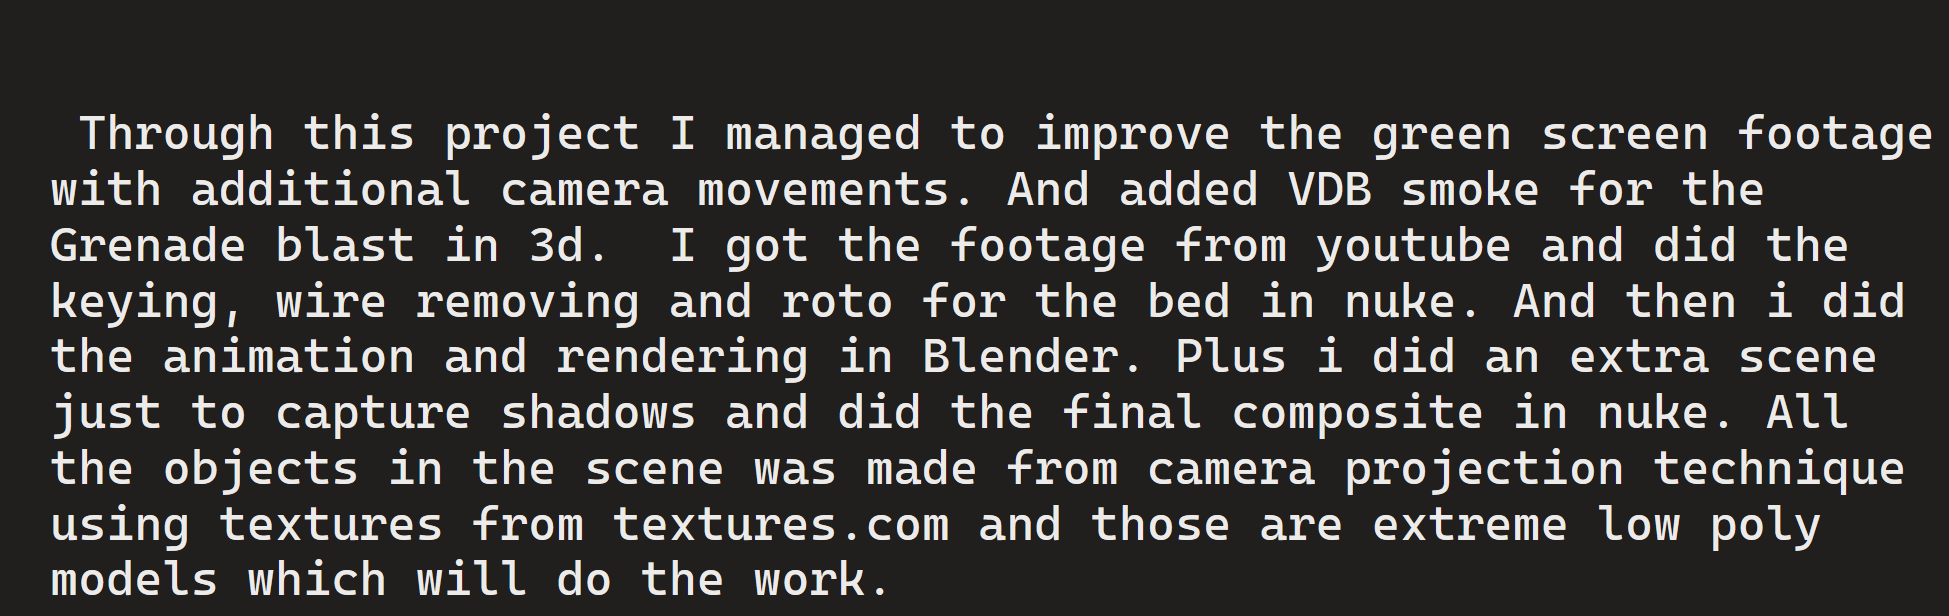 Through this project I managed to improve the green screen footage
with additional camera movements. And added VDB smoke for the
Grenade blast in 3d.  I got the footage from youtube and did the
keying, wire removing and roto for the bed in nuke. And then i did
the animation and rendering in Blender. Plus i did an extra scene
just to capture shadows and did the final composite in nuke. All
the objects in the scene was made from camera projection technique
using textures from textures.com and those are extreme low poly
models which will do the work.